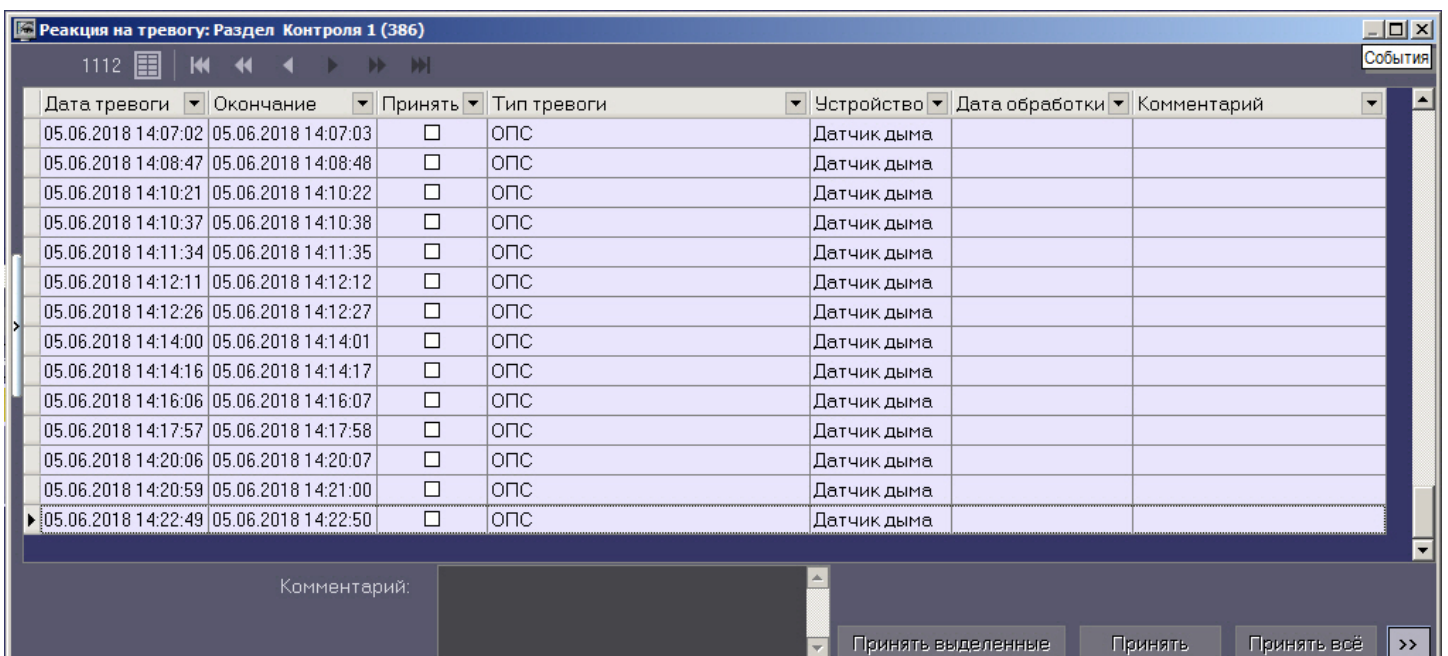 Реакция на тревогу: Раздел Контроля 1 (386)
1112
События
Дата тревоги Окончание Принять Тип тревоги Устройство Дата обработки Комментарий
05.06.2018 14:07:02 05.06.2018 14:07:03 ОПС Датчик дыма
05.06.2018 14:08:47 05.06.2018 14:08:48 ОПС Датчик дыма
05.06.2018 14:10:21 05.06.2018 14:10:22 ОПС Датчик дыма
05.06.2018 14:10:37 05.06.2018 14:10:38 ОПС Датчик дыма
05.06.2018 14:11:34 05.06.2018 14:11:35 ОПС Датчик дыма
05.06.2018 14:12:11 05.06.2018 14:12:12 ОПС Датчик дыма
05.06.2018 14:12:26 05.06.2018 14:12:27 ОПС Датчик дыма
05.06.2018 14:14:00 05.06.2018 14:14:01 ОПС Датчик дыма
05.06.2018 14:14:16 05.06.2018 14:14:17 ОПС Датчик дыма
05.06.2018 14:16:06 05.06.2018 14:16:07 ОПС Датчик дыма
05.06.2018 14:17:57 05.06.2018 14:17:58 ОПС Датчик дыма
05.06.2018 14:20:06 05.06.2018 14:20:07 ОПС Датчик дыма
05.06.2018 14:20:59 05.06.2018 14:21:00 ОПС Датчик дыма
05.06.2018 14:22:49 05.06.2018 14:22:50 ОПС Датчик дыма
Комментарий:
Принять выделенные Принять Принять всё >>